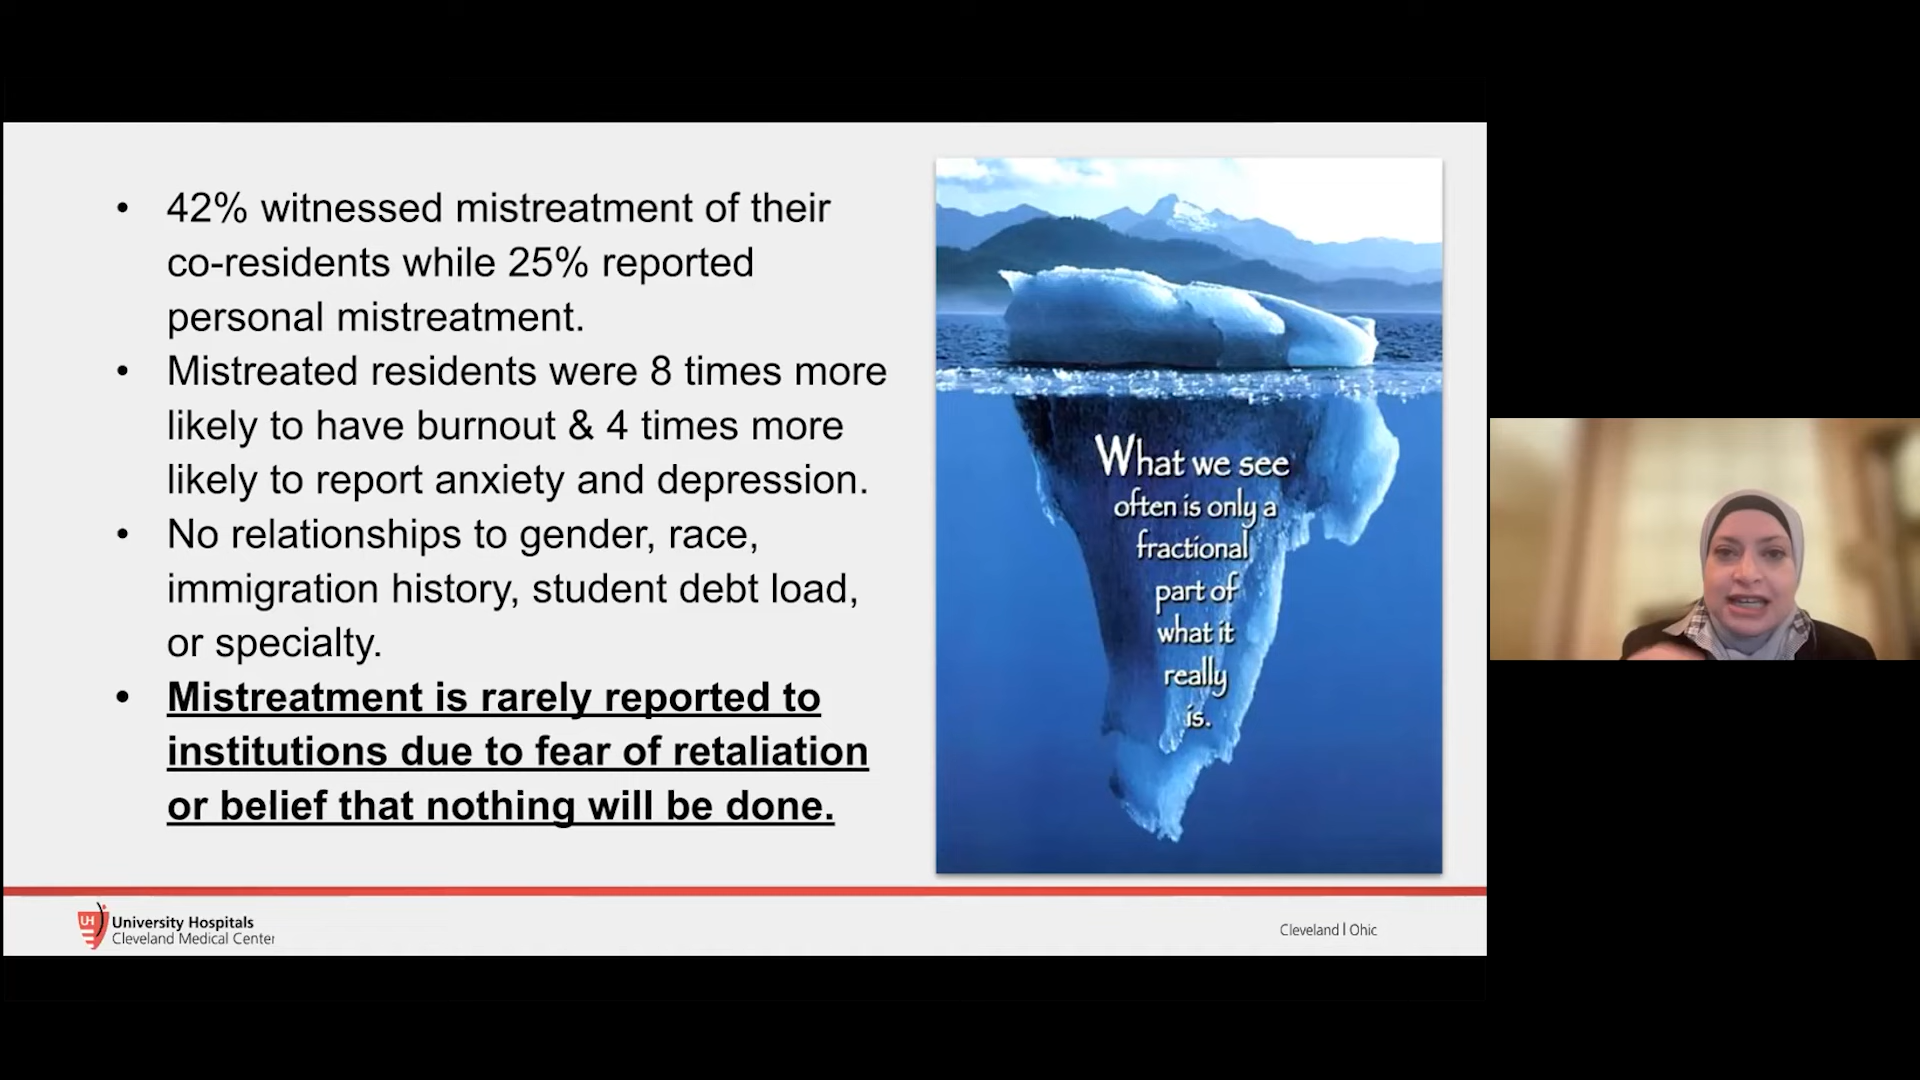 • 42% witnessed mistreatment of their
co-residents while 25% reported
personal mistreatment.
• Mistreated residents were 8 times more
likely to have burnout & 4 times more
likely to report anxiety and depression.
• No relationships to gender, race,
immigration history, student debt load,
or specialty.
• Mistreatment is rarely reported to
institutions due to fear of retaliation
or belief that nothing will be done.
What we see
often is only a
fractional
part of
what it
really
is.
UH
University Hospitals
Cleveland Medical Center
Cleveland | Ohic